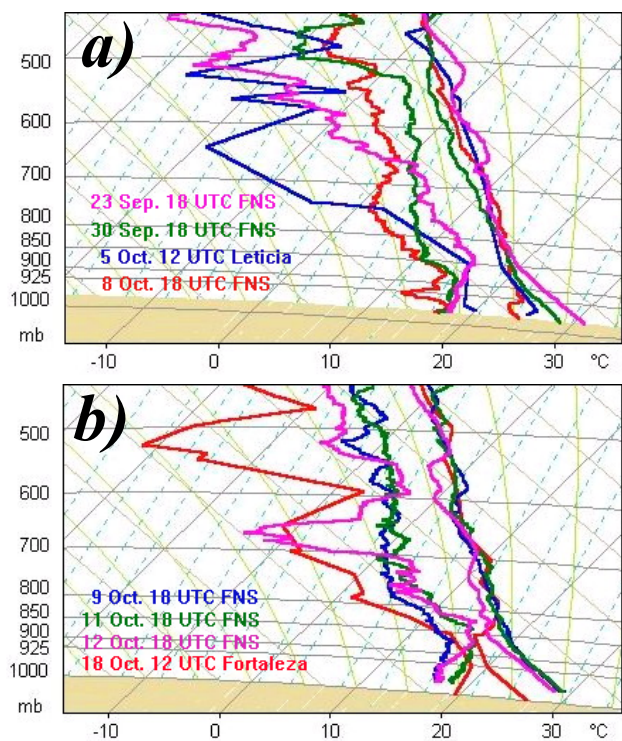 a)
500
600
700
800
850
900
925
1000
mb
23 Sep. 18 UTC FNS
30 Sep. 18 UTC FNS
5 Oct. 12 UTC Leticia
8 Oct. 18 UTC FNS
-10 0 10 20 30 °C
b)
500
600
700
800
850
900
925
1000
mb
9 Oct. 18 UTC FNS
11 Oct. 18 UTC FNS
12 Oct. 18 UTC FNS
18 Oct. 12 UTC Fortaleza
-10 0 10 20 30 °C